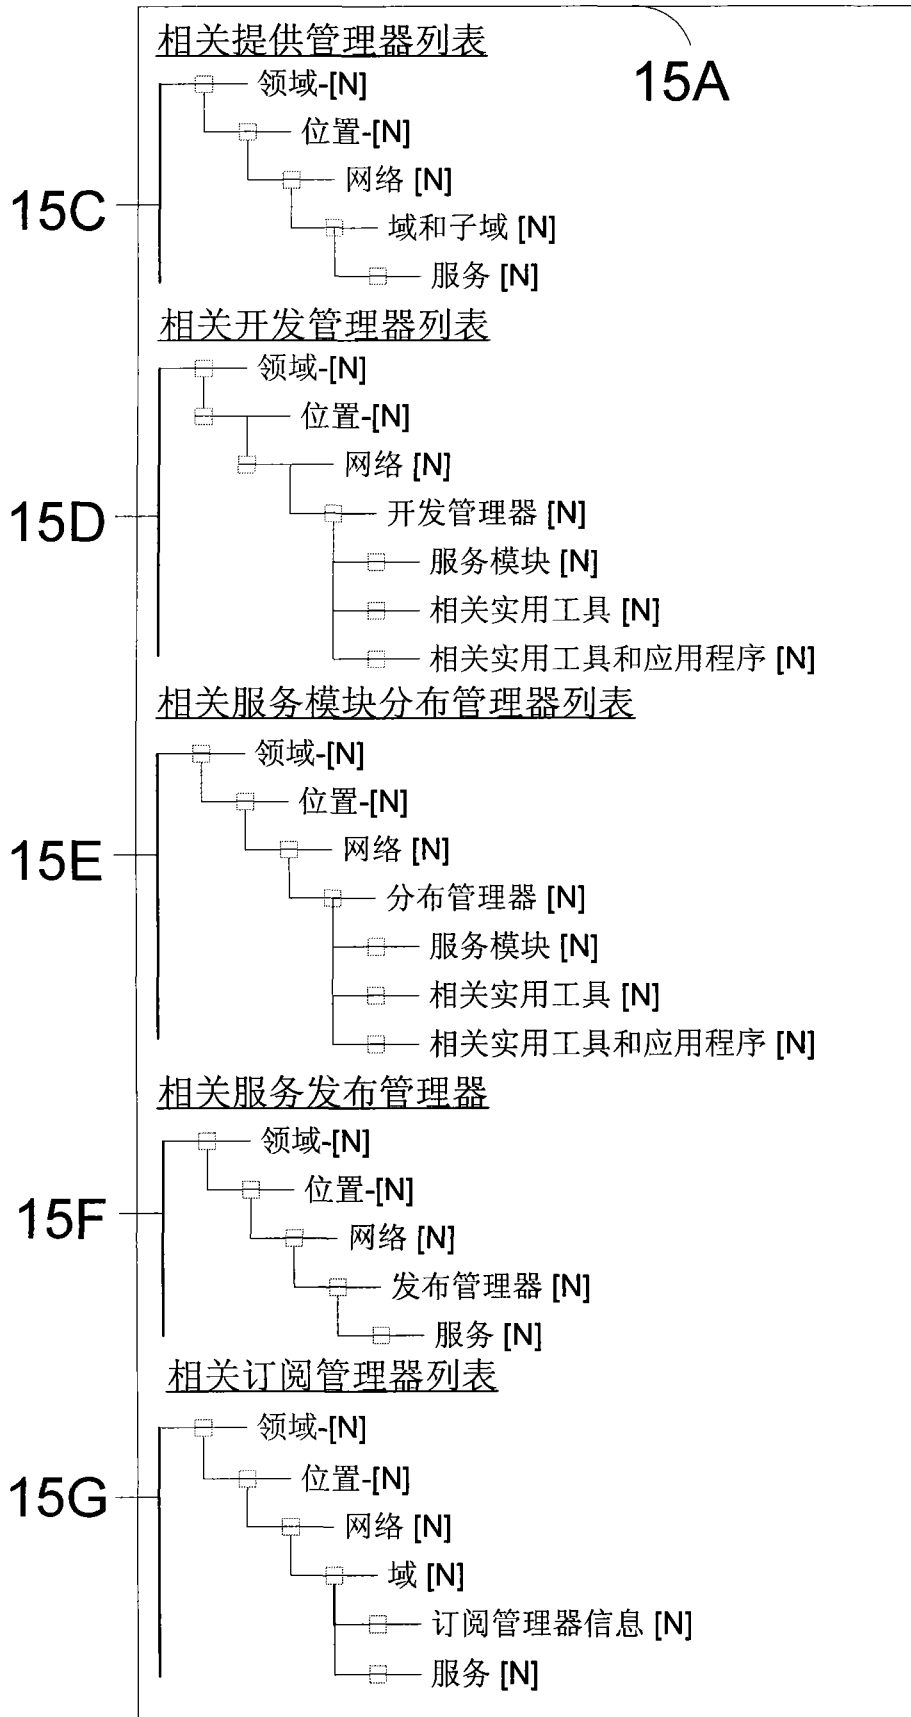 相关提供管理器列表
15A
领域-[N]
位置-[N]
网络 [N]
15C
域和子域 [N]
服务 [N]
相关开发管理器列表
领域-[N]
位置-[N]
网络 [N]
15D
开发管理器 [N]
服务模块 [N]
相关实用工具 [N]
相关实用工具和应用程序 [N]
相关服务模块分布管理器列表
领域-[N]
位置-[N]
网络 [N]
15E
分布管理器 [N]
服务模块 [N]
相关实用工具 [N]
相关实用工具和应用程序 [N]
相关服务发布管理器
领域-[N]
位置-[N]
15F
网络 [N]
发布管理器 [N]
服务 [N]
相关订阅管理器列表
领域-[N]
位置-[N]
15G
网络 [N]
域 [N]
订阅管理器信息 [N]
服务 [N]